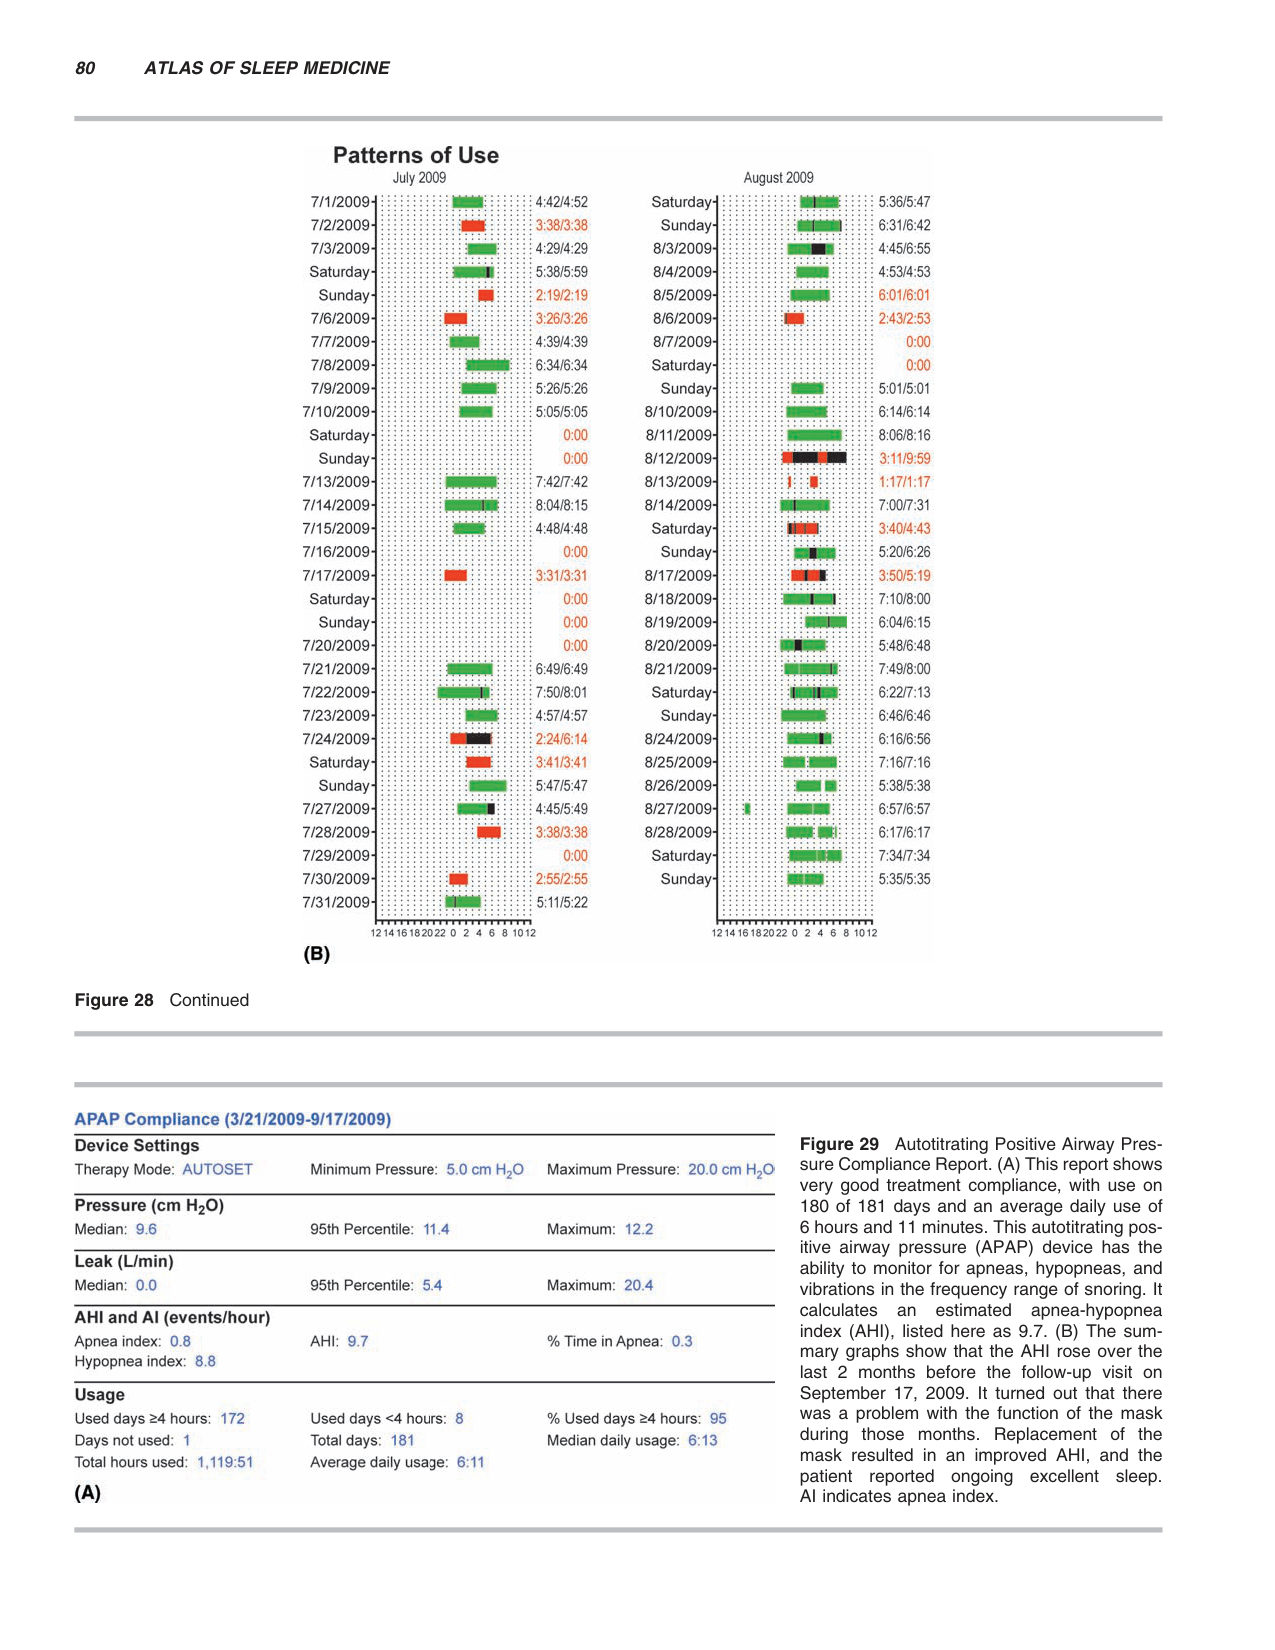 80 ATLAS OF SLEEP MEDICINE
Patterns of Use
July 2009
7/1/2009 4:42/4:52
7/2/2009 3:38/3:38
7/3/2009 4:29/4:29
Saturday 5:38/5:59
Sunday 2:19/2:19
7/6/2009 3:26/3:26
7/7/2009 4:39/4:39
7/8/2009 6:34/6:34
7/9/2009 5:26/5:26
7/10/2009 5:05/5:05
Saturday 0:00
Sunday 0:00
7/13/2009 7:42/7:42
7/14/2009 8:04/8:15
7/15/2009 4:48/4:48
7/16/2009 0:00
7/17/2009 3:31/3:31
Saturday 0:00
Sunday 0:00
7/20/2009 0:00
7/21/2009 6:49/6:49
7/22/2009 7:50/8:01
7/23/2009 4:57/4:57
7/24/2009 2:24/6:14
Saturday 3:41/3:41
Sunday 5:47/5:47
7/27/2009 4:45/5:49
7/28/2009 3:38/3:38
7/29/2009 0:00
7/30/2009 2:55/2:55
7/31/2009 5:11/5:22
12 14 16 18 20 22 0 2 4 6 8 10 12
August 2009
Saturday 5:36/5:47
Sunday 6:31/6:42
8/3/2009 4:45/6:55
8/4/2009 4:53/4:53
8/5/2009 6:01/6:01
8/6/2009 2:43/2:53
8/7/2009 0:00
Saturday 0:00
Sunday 5:01/5:01
8/10/2009 6:14/6:14
8/11/2009 8:06/8:16
8/12/2009 3:11/9:59
8/13/2009 1:17/1:17
8/14/2009 7:00/7:31
Saturday 3:40/4:43
Sunday 5:20/6:26
8/17/2009 3:50/5:19
8/18/2009 7:10/8:00
8/19/2009 6:04/6:15
8/20/2009 5:48/6:48
8/21/2009 7:49/8:00
Saturday 6:22/7:13
Sunday 6:46/6:46
8/24/2009 6:16/6:56
8/25/2009 7:16/7:16
8/26/2009 5:38/5:38
8/27/2009 6:57/6:57
8/28/2009 6:17/6:17
Saturday 7:34/7:34
Sunday 5:35/5:35
12 14 16 18 20 22 0 2 4 6 8 10 12
(B)
Figure 28 Continued
APAP Compliance (3/21/2009-9/17/2009)
Device Settings
Therapy Mode: AUTOSET Minimum Pressure: 5.0 cm H₂O Maximum Pressure: 20.0 cm H₂O
Pressure (cm H₂O)
Median: 9.6 95th Percentile: 11.4 Maximum: 12.2
Leak (L/min)
Median: 0.0 95th Percentile: 5.4 Maximum: 20.4
AHI and AI (events/hour)
Apnea index: 0.8 AHI: 9.7 % Time in Apnea: 0.3
Hypopnea index: 8.8
Usage
Used days ≥4 hours: 172 Used days <4 hours: 8 % Used days ≥4 hours: 95
Days not used: 1 Total days: 181 Median daily usage: 6:13
Total hours used: 1,119:51 Average daily usage: 6:11
(A)
Figure 29 Autotitrating Positive Airway Pres-
sure Compliance Report. (A) This report shows
very good treatment compliance, with use on
180 of 181 days and an average daily use of
6 hours and 11 minutes. This autotitrating pos-
itive airway pressure (APAP) device has the
ability to monitor for apneas, hypopneas, and
vibrations in the frequency range of snoring. It
calculates an estimated apnea-hypopnea
index (AHI), listed here as 9.7. (B) The sum-
mary graphs show that the AHI rose over the
last 2 months before the follow-up visit on
September 17, 2009. It turned out that there
was a problem with the function of the mask
during those months. Replacement of the
mask resulted in an improved AHI, and the
patient reported ongoing excellent sleep.
AI indicates apnea index.